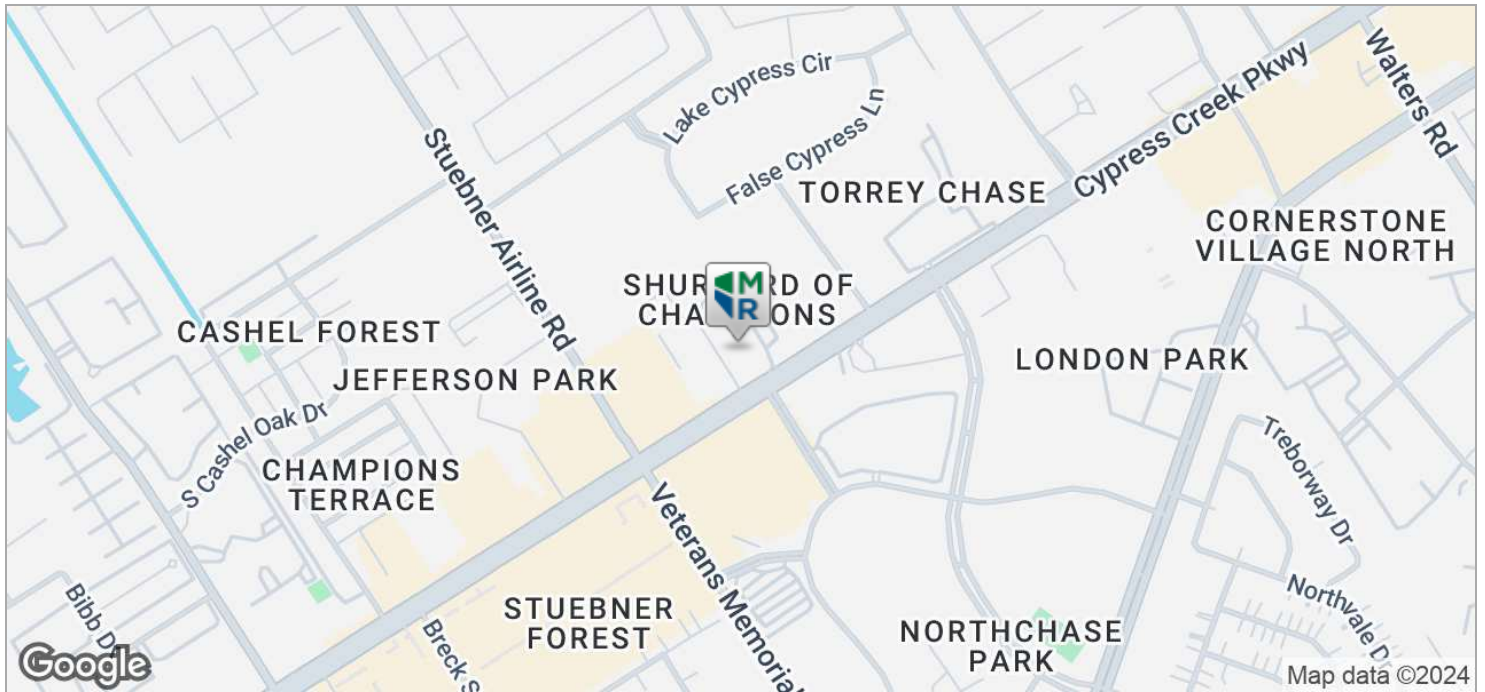 Lake Cypress Cir
False Cypress Ln
Cypress Creek Pkwy
Walters Rd
Stuebner Airline Rd
TORREY CHASE
CORNERSTONE
VILLAGE NORTH
SHUR RD OF
CHA ONS
M
R
CASHEL FOREST
JEFFERSON PARK
LONDON PARK
S Cashel Oak Dr
CHAMPIONS
TERRACE
Treborway Dr
Veterans Memorial
STUEBNER
FOREST
Northvale Dr
Bibb Dr
Breck S
NORTHCHASE
PARK
Google
Map data ©2024